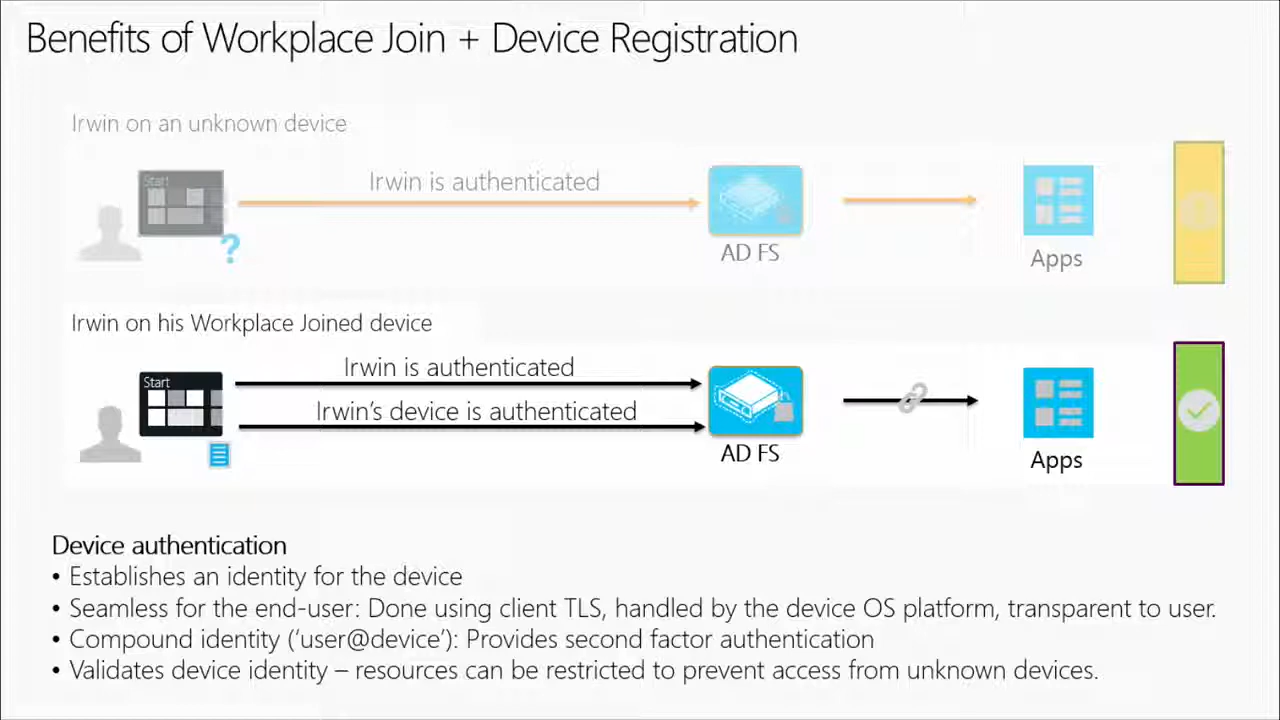 Benefits of Workplace Join + Device Registration
Irwin on an unknown device
Start
Irwin is authenticated
?
AD FS
Apps
Irwin on his Workplace Joined device
Start
Irwin is authenticated
Irwin's device is authenticated
AD FS
Apps
Device authentication
• Establishes an identity for the device
• Seamless for the end-user: Done using client TLS, handled by the device OS platform, transparent to user.
• Compound identity ('user@device'): Provides second factor authentication
• Validates device identity – resources can be restricted to prevent access from unknown devices.